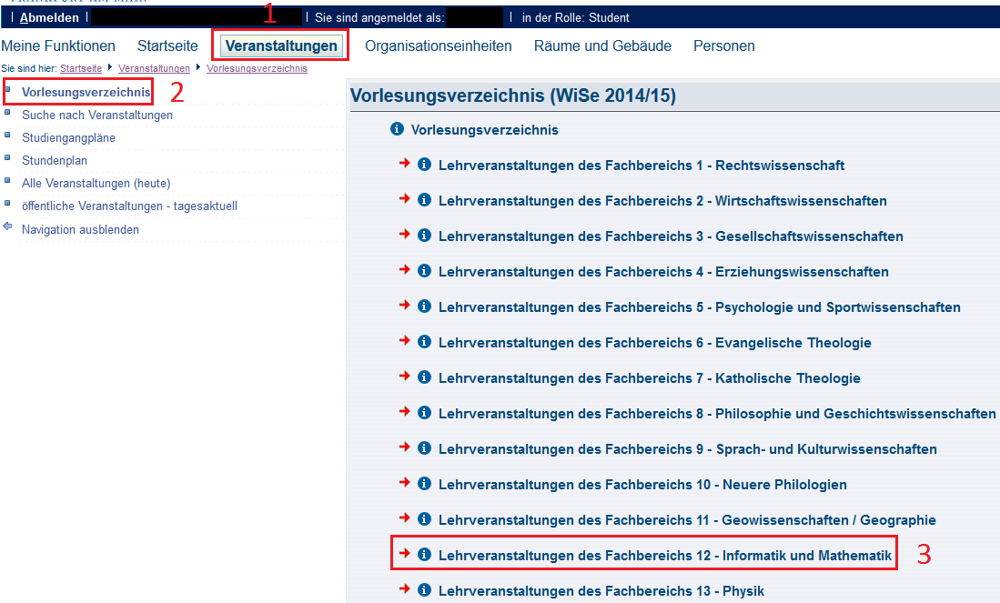 FRANKFURT AM MAIN
| Abmelden | | Sie sind angemeldet als: | in der Rolle: Student
1
Meine Funktionen Startseite Veranstaltungen Organisationseinheiten Räume und Gebäude Personen
Sie sind hier: Startseite Veranstaltungen Vorlesungsverzeichnis
Vorlesungsverzeichnis 2
Suche nach Veranstaltungen
Studiengangpläne
Stundenplan
Alle Veranstaltungen (heute)
öffentliche Veranstaltungen - tagesaktuell
Navigation ausblenden
Vorlesungsverzeichnis (WiSe 2014/15)
Vorlesungsverzeichnis
Lehrveranstaltungen des Fachbereichs 1 - Rechtswissenschaft
Lehrveranstaltungen des Fachbereichs 2 - Wirtschaftswissenschaften
Lehrveranstaltungen des Fachbereichs 3 - Gesellschaftswissenschaften
Lehrveranstaltungen des Fachbereichs 4 - Erziehungswissenschaften
Lehrveranstaltungen des Fachbereichs 5 - Psychologie und Sportwissenschaften
Lehrveranstaltungen des Fachbereichs 6 - Evangelische Theologie
Lehrveranstaltungen des Fachbereichs 7 - Katholische Theologie
Lehrveranstaltungen des Fachbereichs 8 - Philosophie und Geschichtswissenschaften
Lehrveranstaltungen des Fachbereichs 9 - Sprach- und Kulturwissenschaften
Lehrveranstaltungen des Fachbereichs 10 - Neuere Philologien
Lehrveranstaltungen des Fachbereichs 11 - Geowissenschaften / Geographie
Lehrveranstaltungen des Fachbereichs 12 - Informatik und Mathematik 3
Lehrveranstaltungen des Fachbereichs 13 - Physik